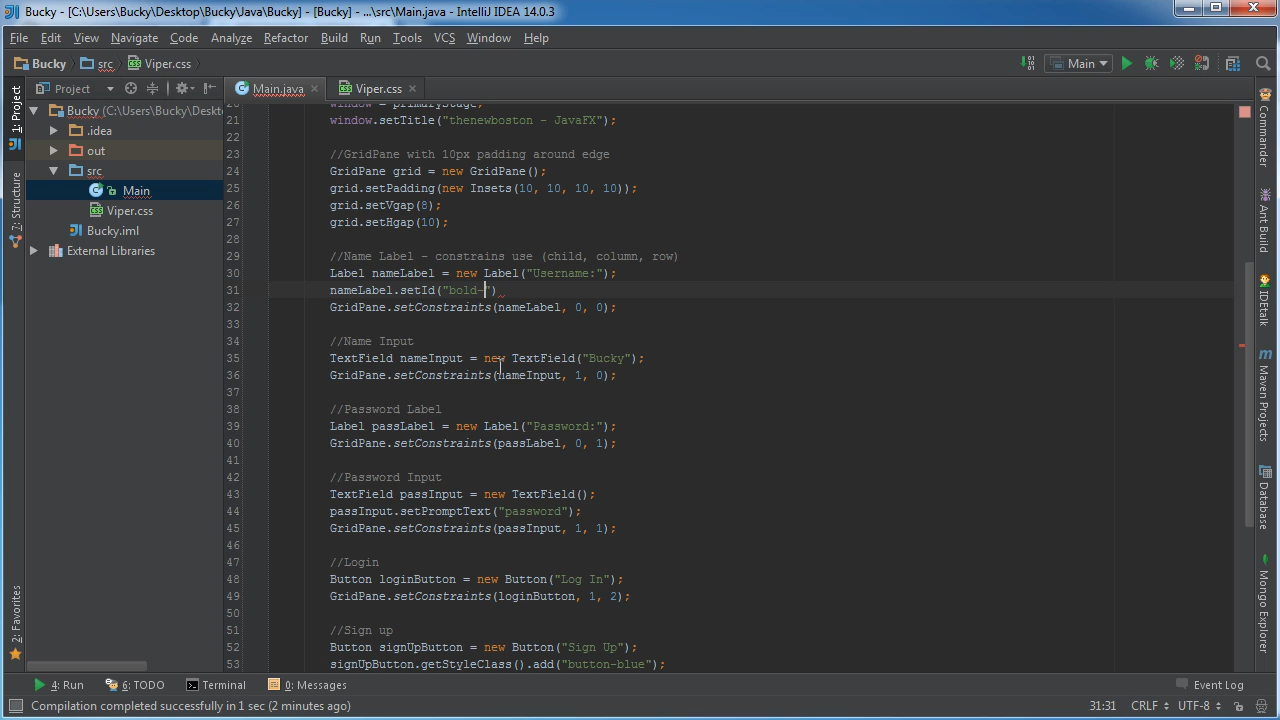 Bucky - [C:\Users\Bucky\Desktop\Bucky\Java\Bucky] - [Bucky] - ...\src\Main.java - IntelliJ IDEA 14.0.3
File Edit View Navigate Code Analyze Refactor Build Run Tools VCS Window Help
Bucky src Viper.css Main
Project Main.java Viper.css
Bucky (C:\Users\Bucky\Deskt
.idea
out
src
Main
Viper.css
Bucky.iml
External Libraries
1: Project
7: Structure
2: Favorites
20 window = primaryStage;
21 window.setTitle("thenewboston - JavaFX");
22
23 //GridPane with 10px padding around edge
24 GridPane grid = new GridPane();
25 grid.setPadding(new Insets(10, 10, 10, 10));
26 grid.setVgap(8);
27 grid.setHgap(10);
28
29 //Name Label - constrains use (child, column, row)
30 Label nameLabel = new Label("Username:");
31 nameLabel.setId("bold-")
32 GridPane.setConstraints(nameLabel, 0, 0);
33
34 //Name Input
35 TextField nameInput = new TextField("Bucky");
36 GridPane.setConstraints(nameInput, 1, 0);
37
38 //Password Label
39 Label passLabel = new Label("Password:");
40 GridPane.setConstraints(passLabel, 0, 1);
41
42 //Password Input
43 TextField passInput = new TextField();
44 passInput.setPromptText("password");
45 GridPane.setConstraints(passInput, 1, 1);
46
47 //Login
48 Button loginButton = new Button("Log In");
49 GridPane.setConstraints(loginButton, 1, 2);
50
51 //Sign up
52 Button signUpButton = new Button("Sign Up");
53 signUpButton.getStyleClass().add("button-blue");
Commander
Ant Build
IDEtalk
Maven Projects
Database
Mongo Explorer
4: Run 6: TODO Terminal 0: Messages Event Log
Compilation completed successfully in 1 sec (2 minutes ago) 31:31 CRLF UTF-8